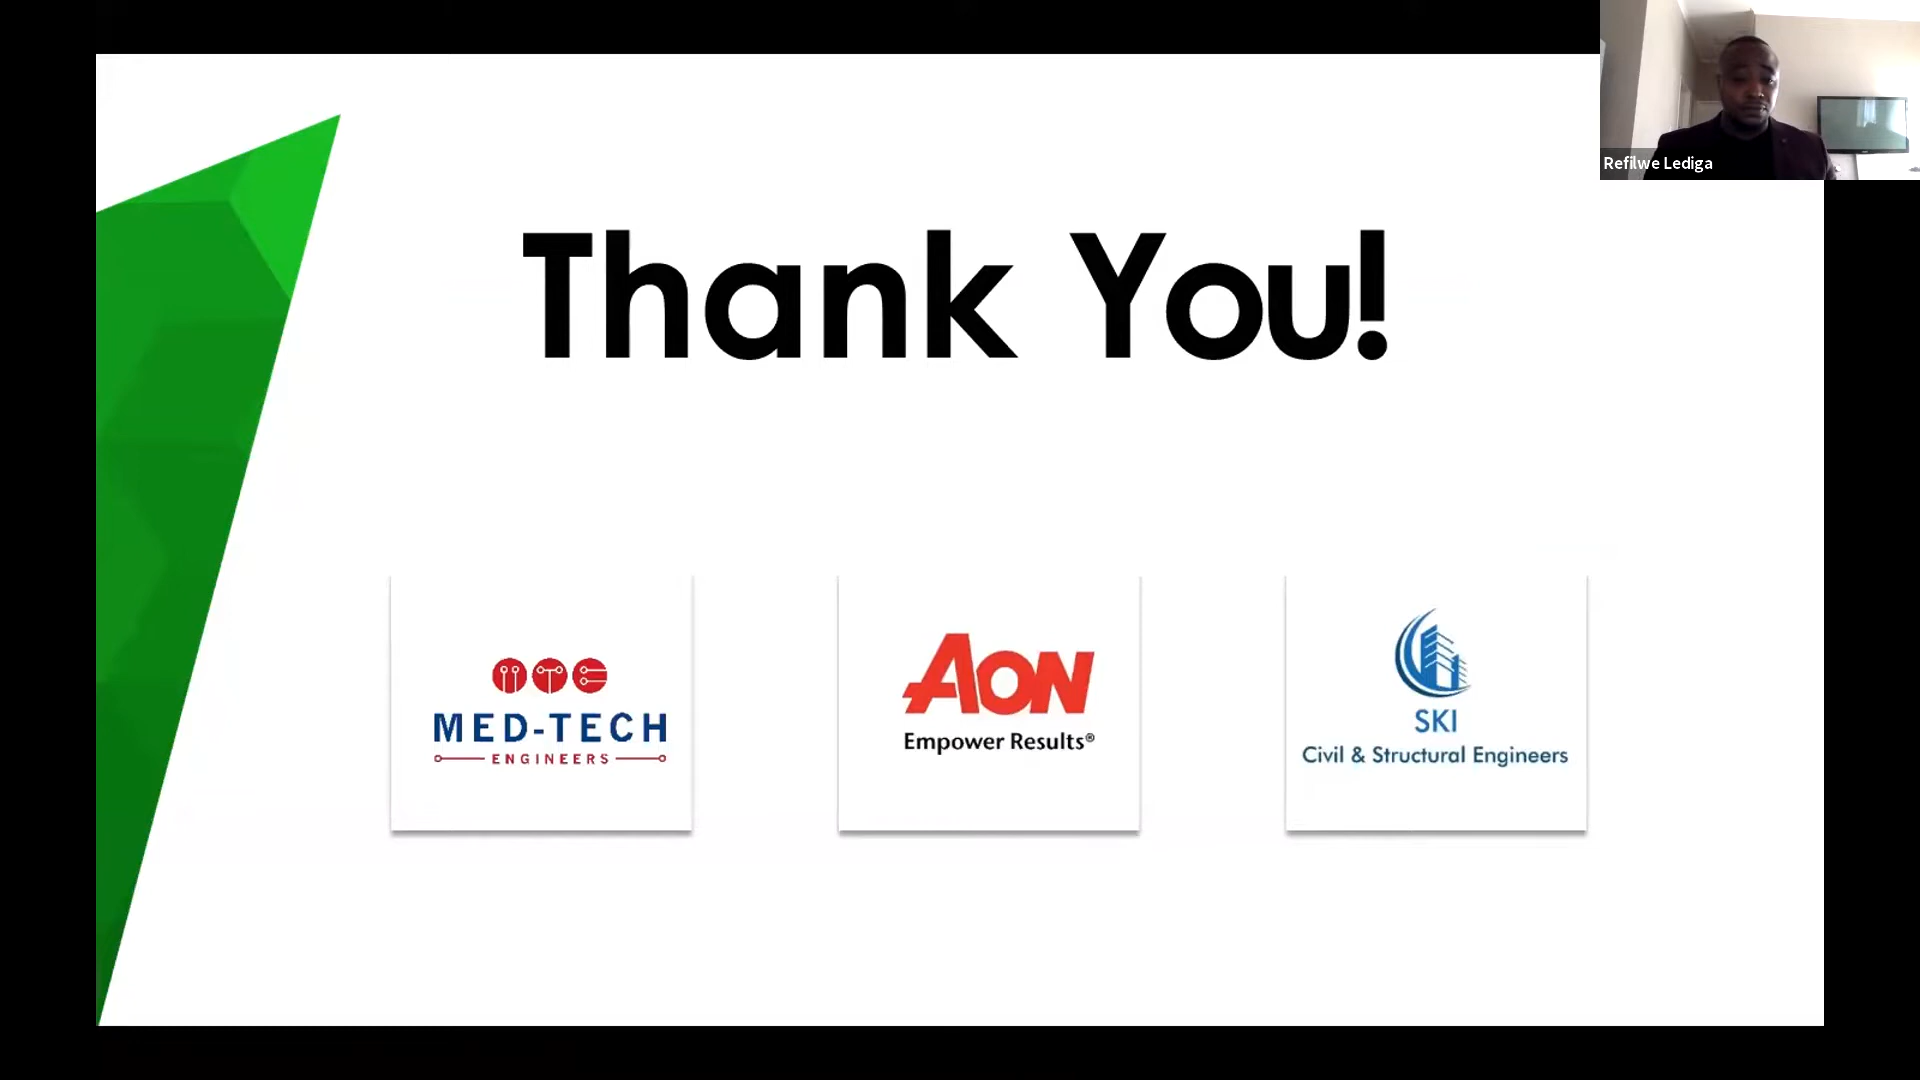 Refilwe Lediga
Thank You!
MED-TECH
ENGINEERS
AON
Empower Results®
SKI
Civil & Structural Engineers